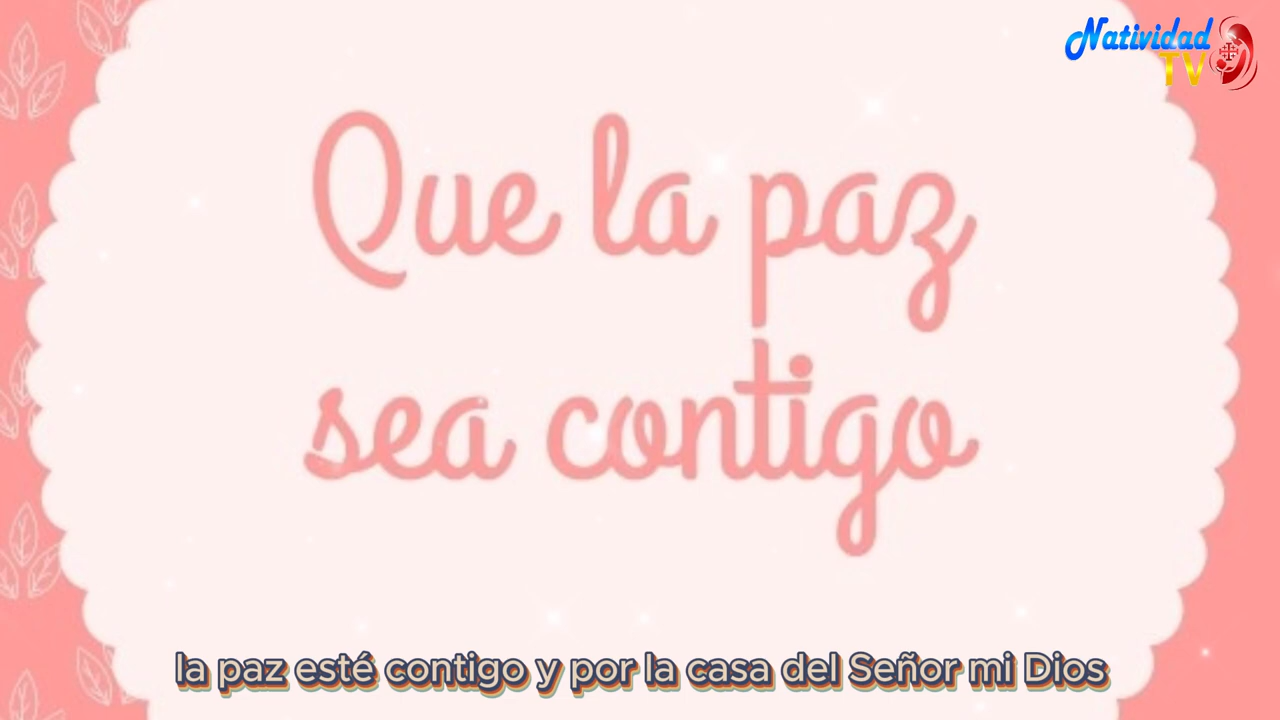 Natividad
TV
Que la paz
sea contigo
la paz esté contigo y por la casa del Señor mi Dios